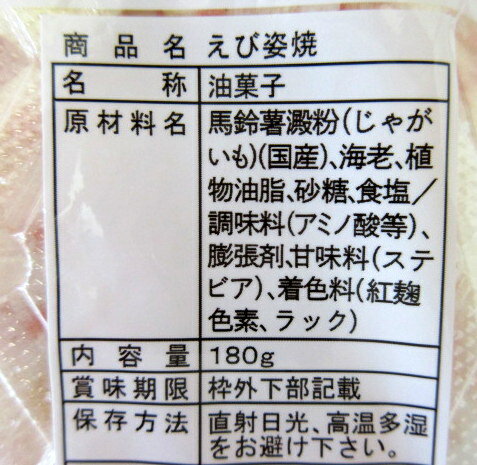 商品名 えび姿焼
名称 油菓子
原材料名 馬鈴薯澱粉(じゃが
いも)(国産)、海老、植
物油脂、砂糖、食塩／
調味料(アミノ酸等)、
膨張剤、甘味料(ステ
ビア)、着色料(紅麹
色素、ラック)
内容量 180g
賞味期限 枠外下部記載
保存方法 直射日光、高温多湿
をお避け下さい。